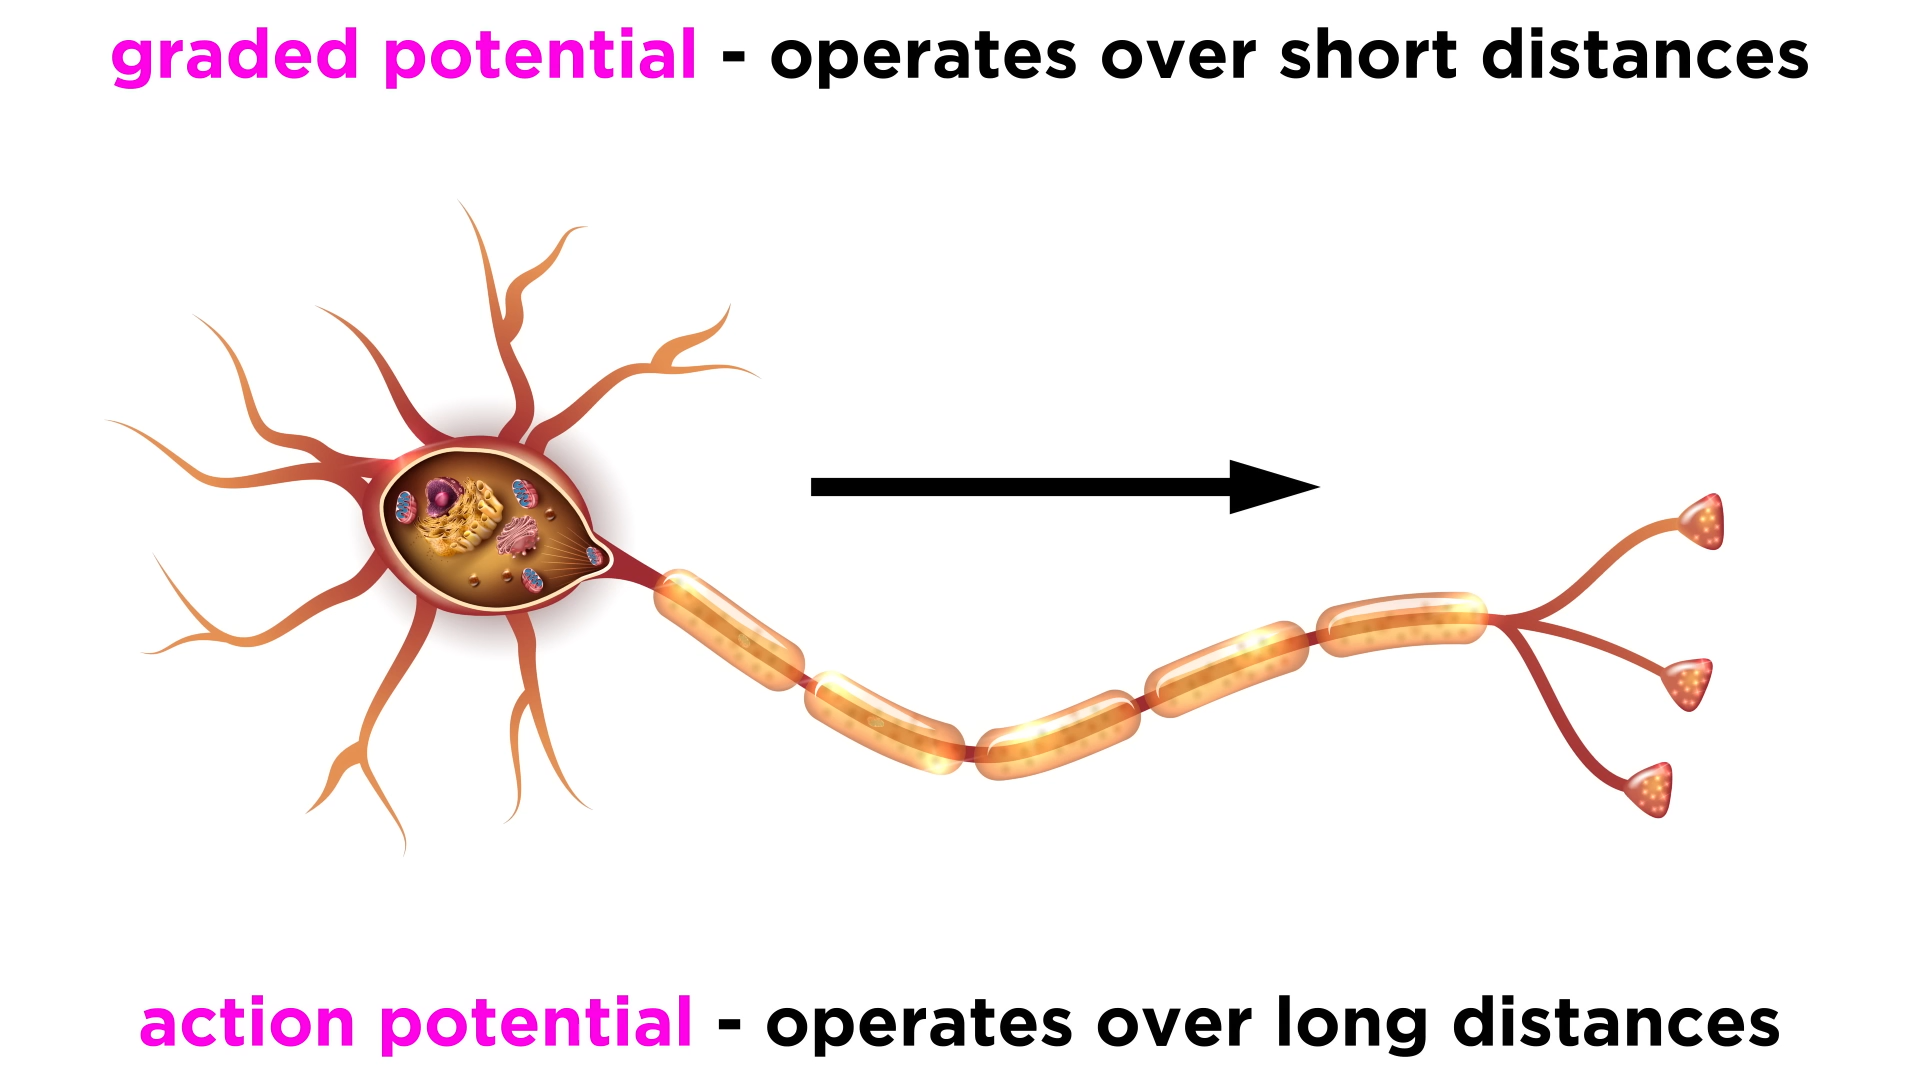 graded potential - operates over short distances
action potential - operates over long distances